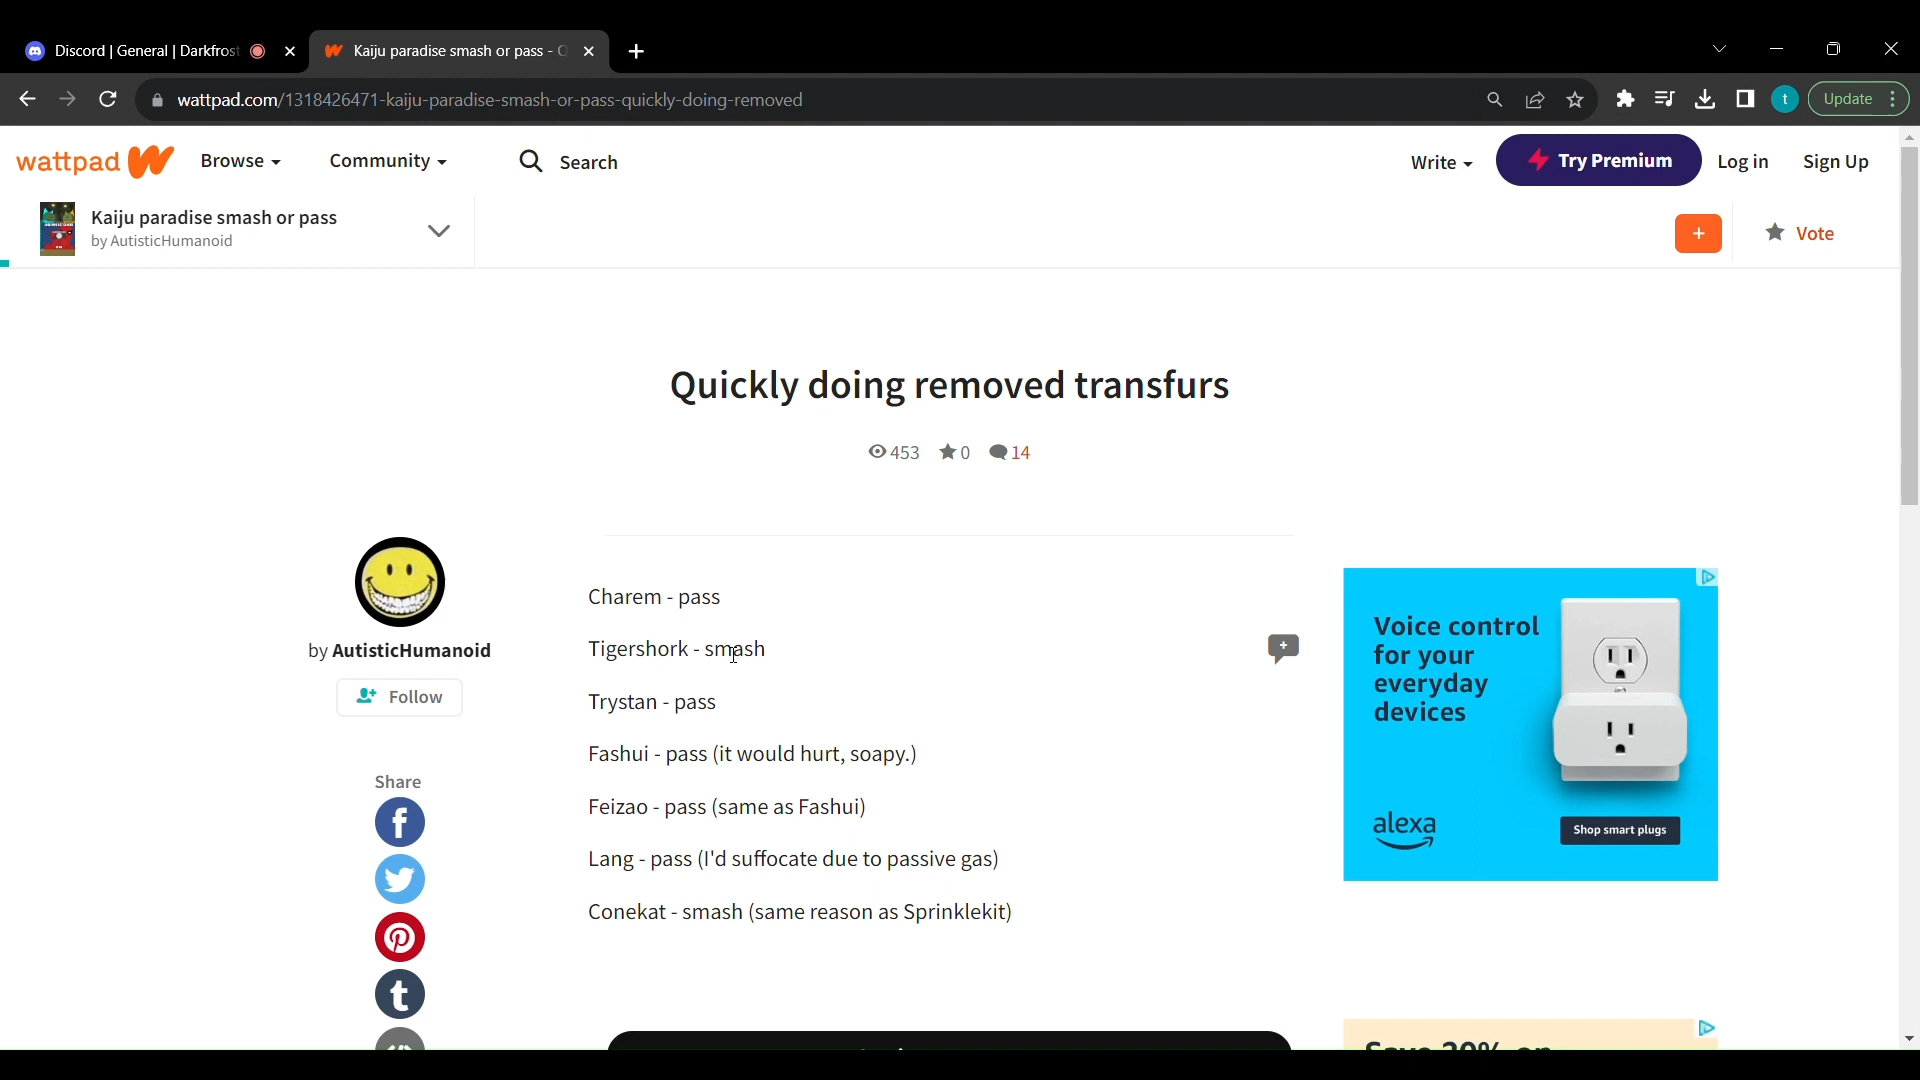 Discord | General | Darkfrost
Kaiju paradise smash or pass -
wattpad.com/1318426471-kaiju-paradise-smash-or-pass-quickly-doing-removed
t
Update
wattpad
Browse
Community
Search
Write
Try Premium
Log in
Sign Up
Kaiju paradise smash or pass
by AutisticHumanoid
+
Vote
Quickly doing removed transfurs
453
0
14
by AutisticHumanoid
Follow
Share
f
t
Charem - pass
Tigershork - smash
Trystan - pass
Fashui - pass (it would hurt, soapy.)
Feizao - pass (same as Fashui)
Lang - pass (I'd suffocate due to passive gas)
Conekat - smash (same reason as Sprinklekit)
Voice control
for your
everyday
devices
alexa
Shop smart plugs
Save 20% on